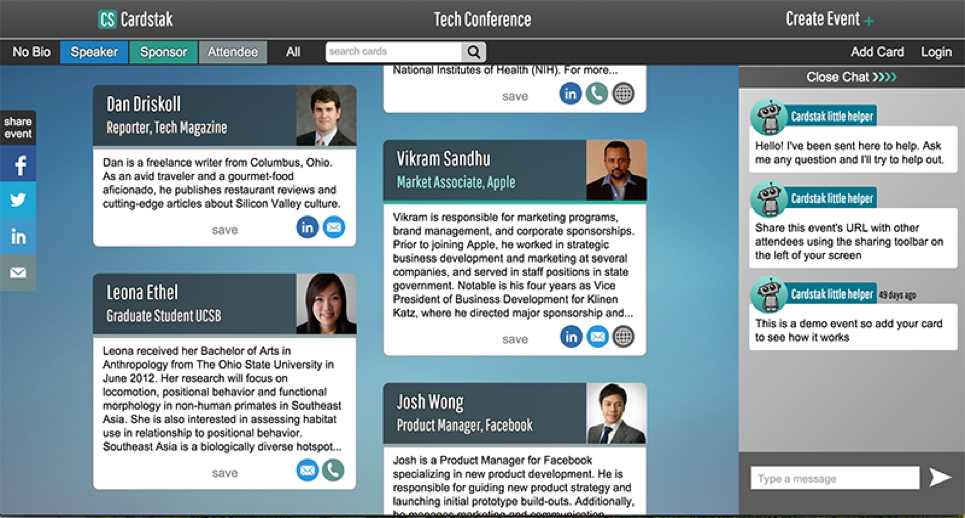 CS Cardstak
Tech Conference
Create Event +
No Bio
Speaker
Sponsor
Attendee
All
search cards
Add Card
Login
share
event
Dan Driskoll
Reporter, Tech Magazine
Dan is a freelance writer from Columbus, Ohio.
As an avid traveler and a gourmet-food
aficionado, he publishes restaurant reviews and
cutting-edge articles about Silicon Valley culture.
save
in
Leona Ethel
Graduate Student UCSB
Leona received her Bachelor of Arts in
Anthropology from The Ohio State University in
June 2012. Her research will focus on
locomotion, positional behavior and functional
morphology in non-human primates in Southeast
Asia. She is also interested in assessing habitat
use in relationship to positional behavior.
Southeast Asia is a biologically diverse hotspot...
save
National Institutes of Health (NIH). For more...
save
in
Vikram Sandhu
Market Associate, Apple
Vikram is responsible for marketing programs,
brand management, and corporate sponsorships.
Prior to joining Apple, he worked in strategic
business development and marketing at several
companies, and served in staff positions in state
government. Notable is his four years as Vice
President of Business Development for Klinen
Katz, where he directed major sponsorship and...
save
in
Josh Wong
Product Manager, Facebook
Josh is a Product Manager for Facebook
specializing in new product development. He is
responsible for guiding new product strategy and
launching initial prototype build-outs. Additionally,
he manages marketing and communication
Close Chat
Cardstak little helper
Hello! I've been sent here to help. Ask
me any question and I'll try to help out.
Cardstak little helper
Share this event's URL with other
attendees using the sharing toolbar on
the left of your screen
Cardstak little helper 49 days ago
This is a demo event so add your card
to see how it works
Type a message